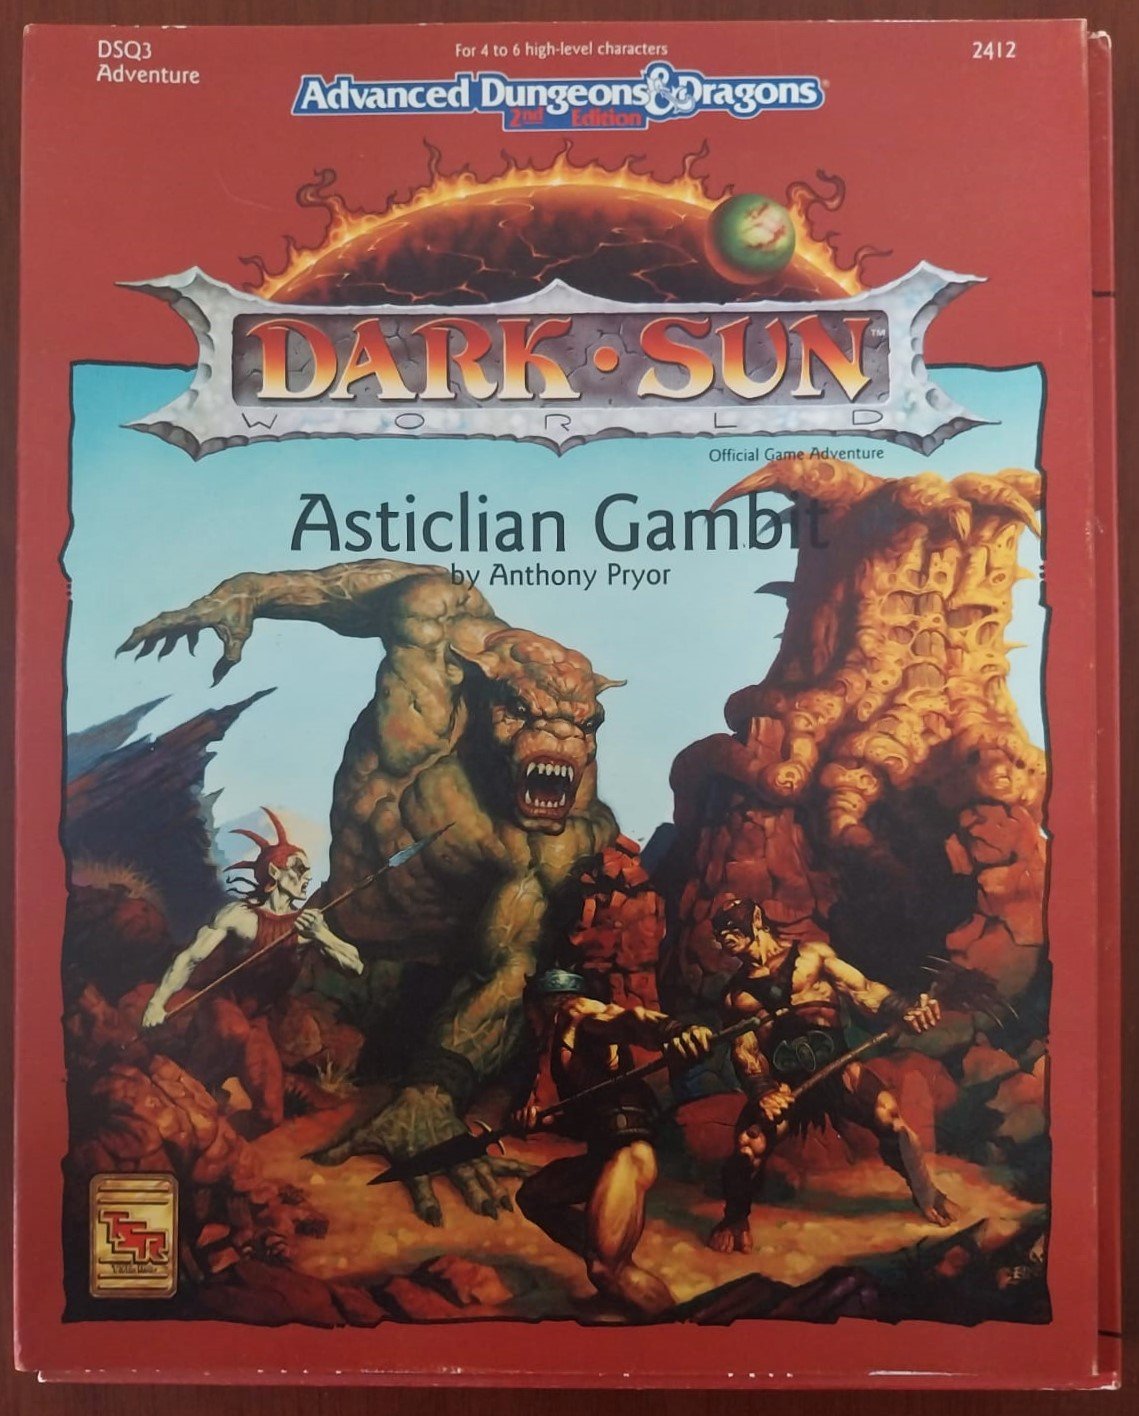 DSQ3
Adventure
For 4 to 6 high-level characters
2412
Advanced Dungeons & Dragons®
2nd Edition
DARK • SUN™
WORLD
Official Game Adventure
Asticlian Gambit
by Anthony Pryor
TSR